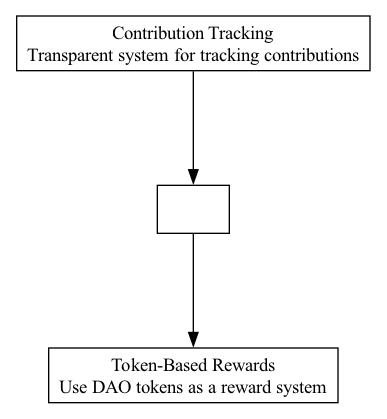 Contribution Tracking
Transparent system for tracking contributions
Token-Based Rewards
Use DAO tokens as a reward system